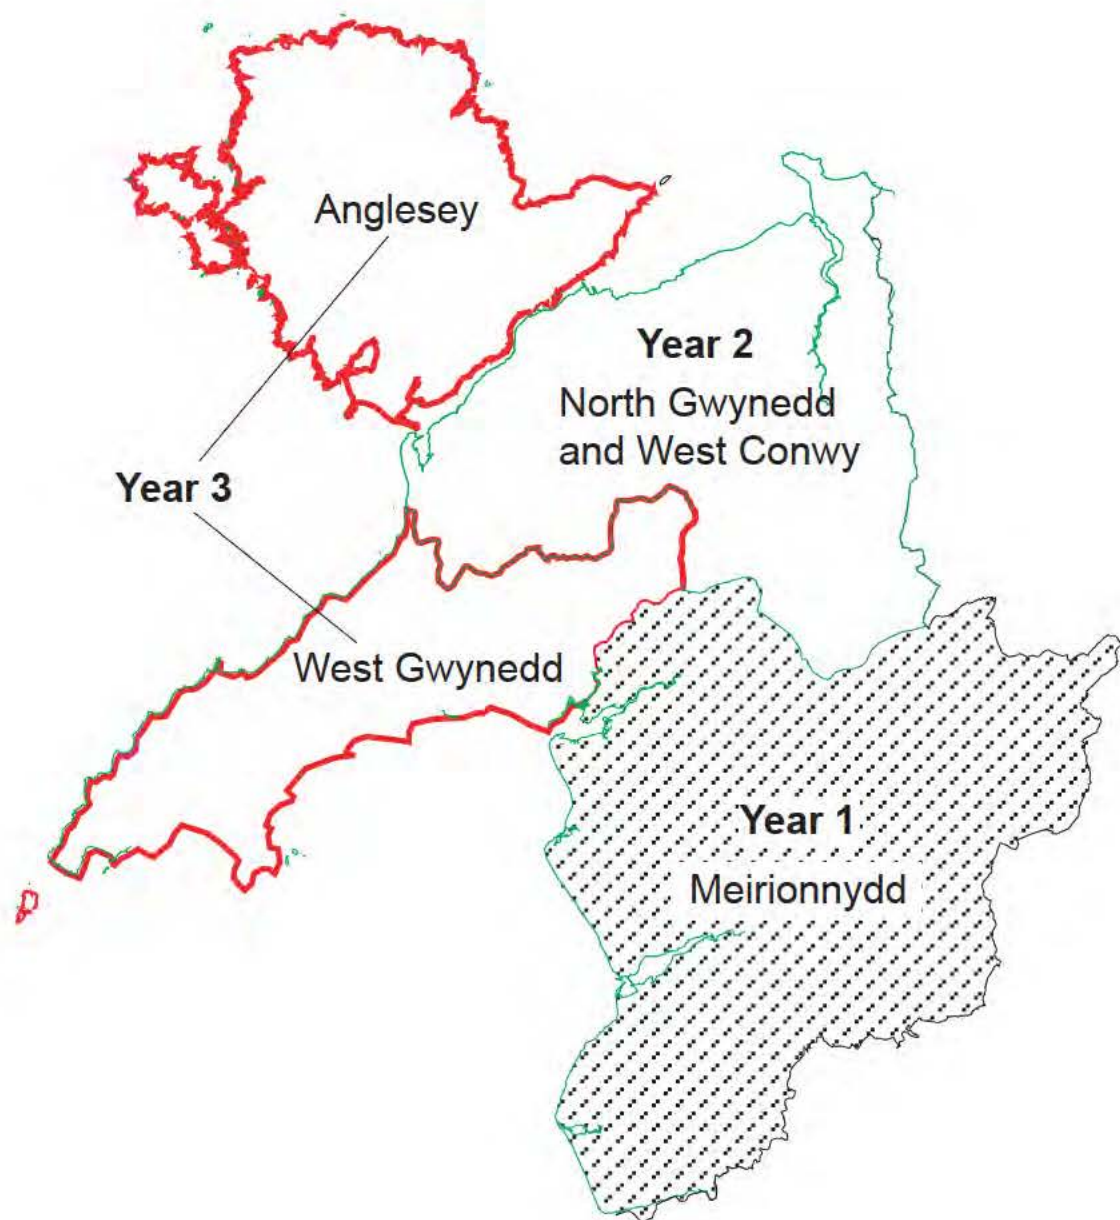 Anglesey
Year 2
North Gwynedd
and West Conwy
Year 3
West Gwynedd
Year 1
Meirionnydd